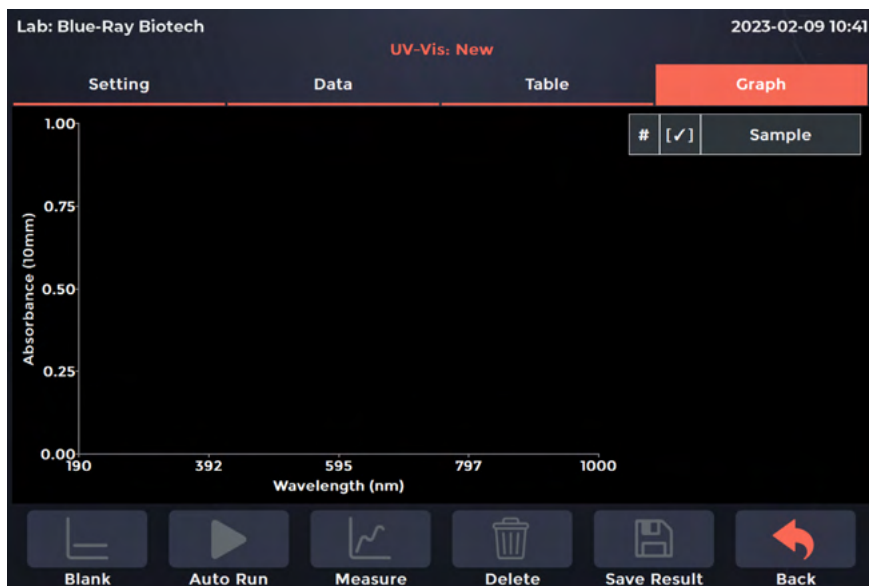 Lab: Blue-Ray Biotech
2023-02-09 10:41
UV-Vis: New
Setting Data Table Graph
# [✓] Sample
1.00
0.75
0.50
0.25
0.00
Absorbance (10mm)
190 392 595 797 1000
Wavelength (nm)
Blank Auto Run Measure Delete Save Result Back